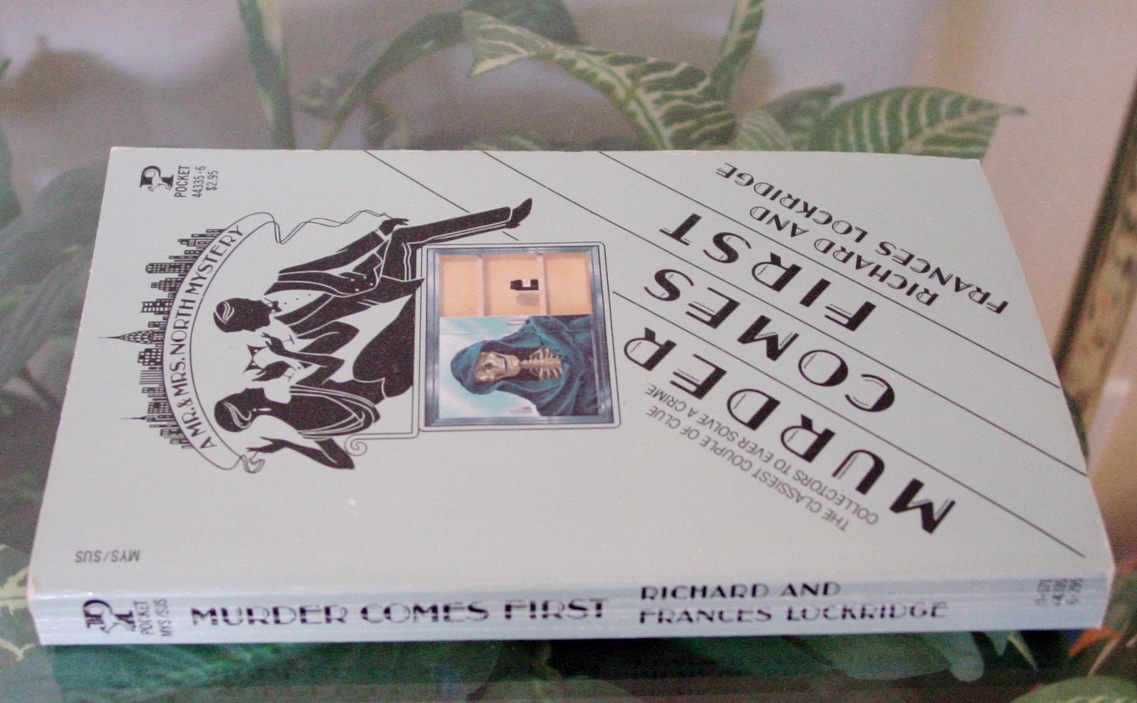 POCKET
44335-6
$2.95
A MR. & MRS. NORTH MYSTERY
MYS/SUS
THE CLASSIEST COUPLE OF CLUE
COLLECTORS TO EVER SOLVE A CRIME
MURDER
COMES
FIRST
RICHARD AND
FRANCES LOCKRIDGE
POCKET
MYS/SUS
MURDER COMES FIRST
RICHARD AND
FRANCES LOCKRIDGE